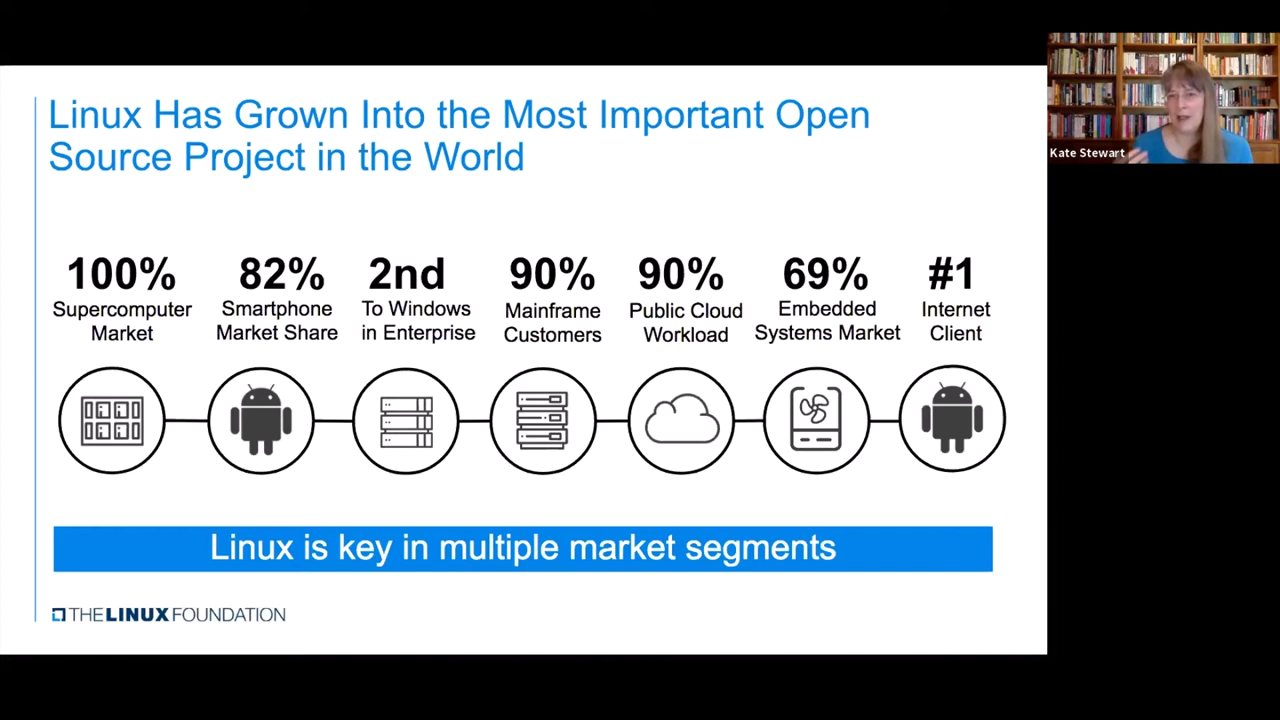 Linux Has Grown Into the Most Important Open
Source Project in the World
Kate Stewart
100%
Supercomputer
Market
82%
Smartphone
Market Share
2nd
To Windows
in Enterprise
90%
Mainframe
Customers
90%
Public Cloud
Workload
69%
Embedded
Systems Market
#1
Internet
Client
Linux is key in multiple market segments
THE LINUX FOUNDATION